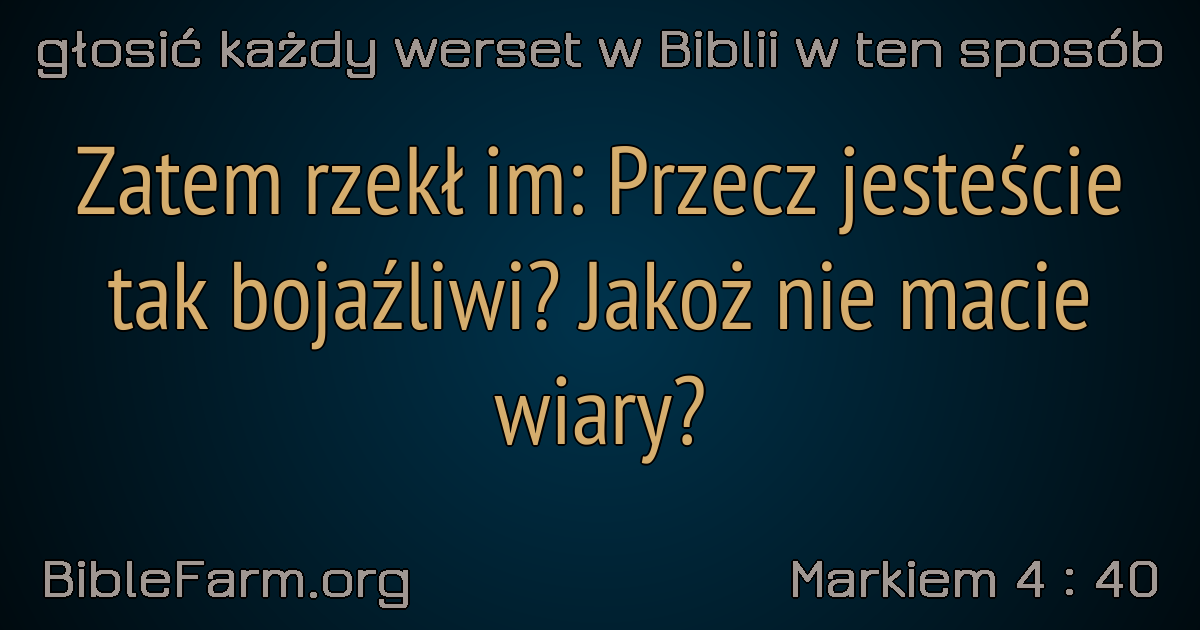 głosić każdy werset w Biblii w ten sposób
Zatem rzekł im: Przecz jesteście
tak bojaźliwi? Jakoż nie macie
wiary?
BibleFarm.org
Markiem 4 : 40